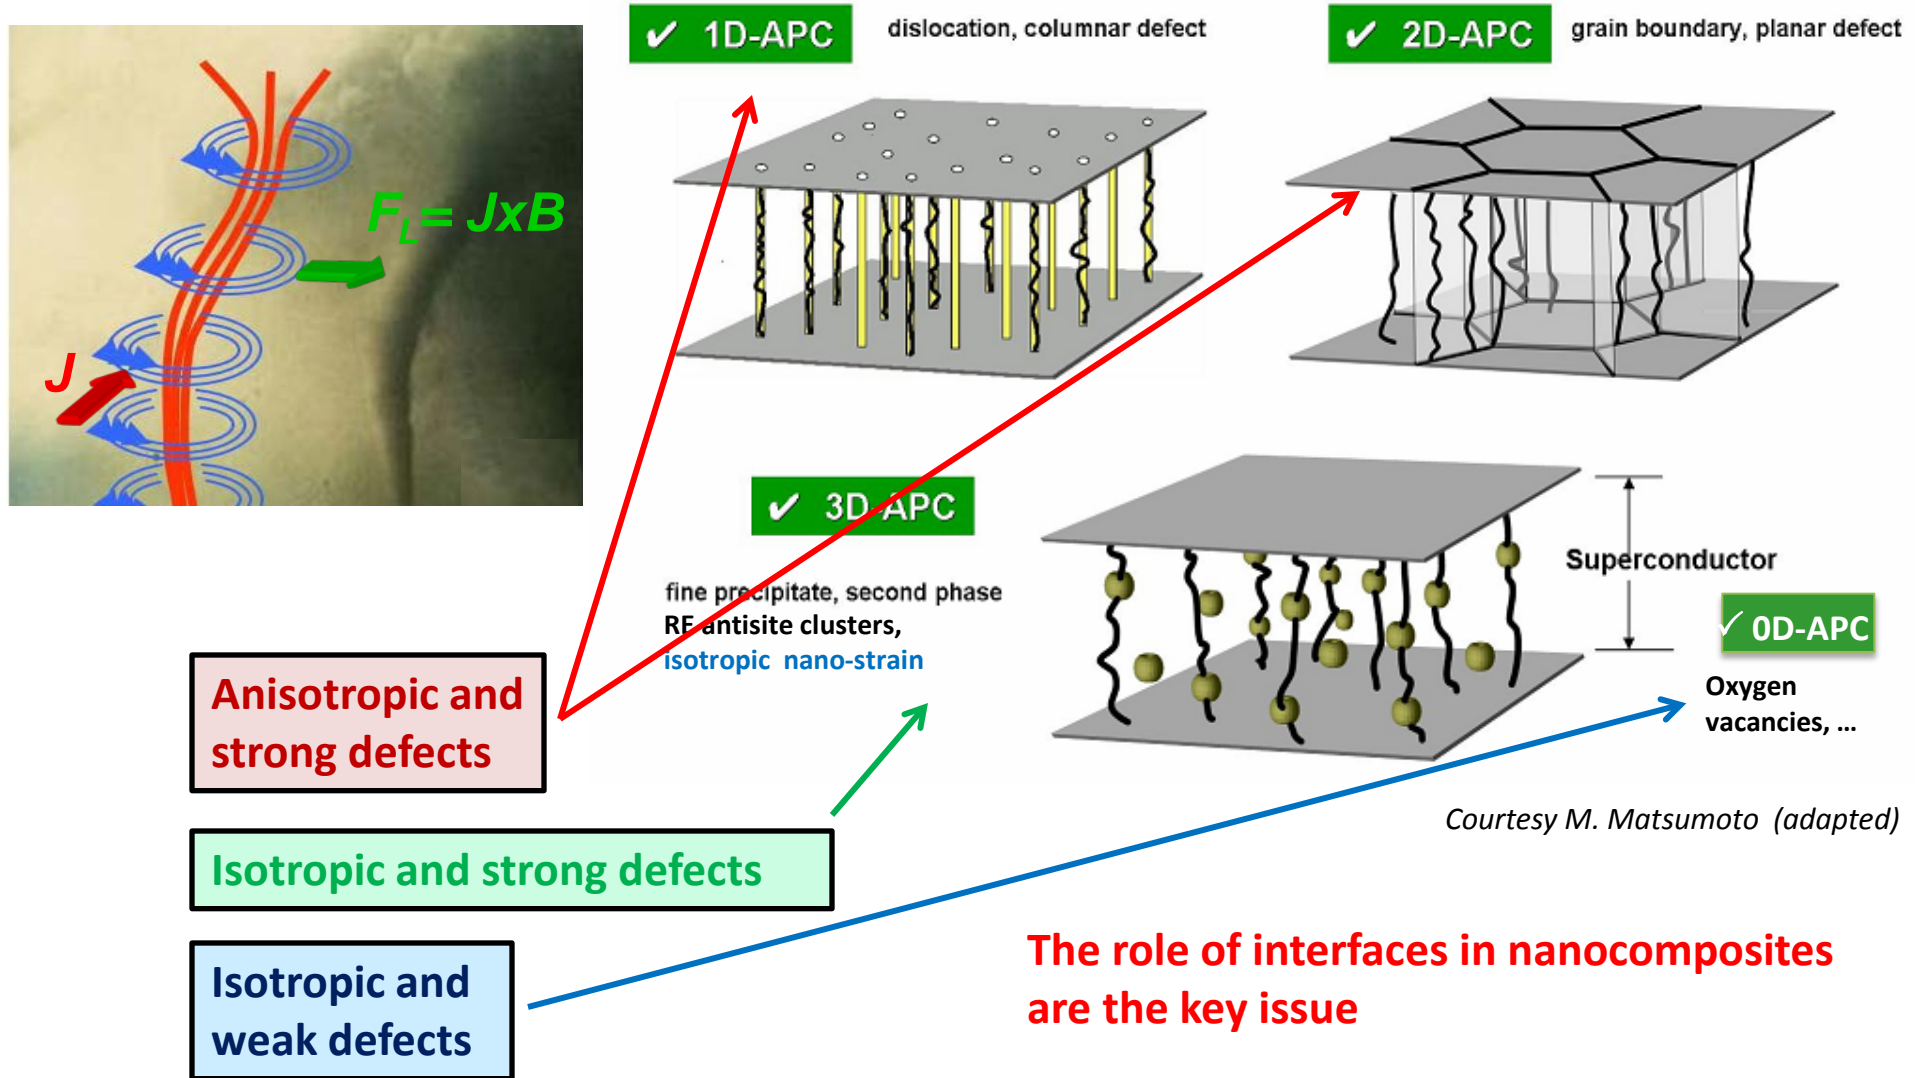 ✓ 1D-APC
dislocation, columnar defect
✓ 2D-APC
grain boundary, planar defect
F_L = JxB
J
✓ 3D-APC
fine precipitate, second phase
RE antisite clusters,
isotropic nano-strain
Superconductor
✓ 0D-APC
Oxygen
vacancies, ...
Anisotropic and
strong defects
Isotropic and strong defects
Isotropic and
weak defects
Courtesy M. Matsumoto (adapted)
The role of interfaces in nanocomposites
are the key issue